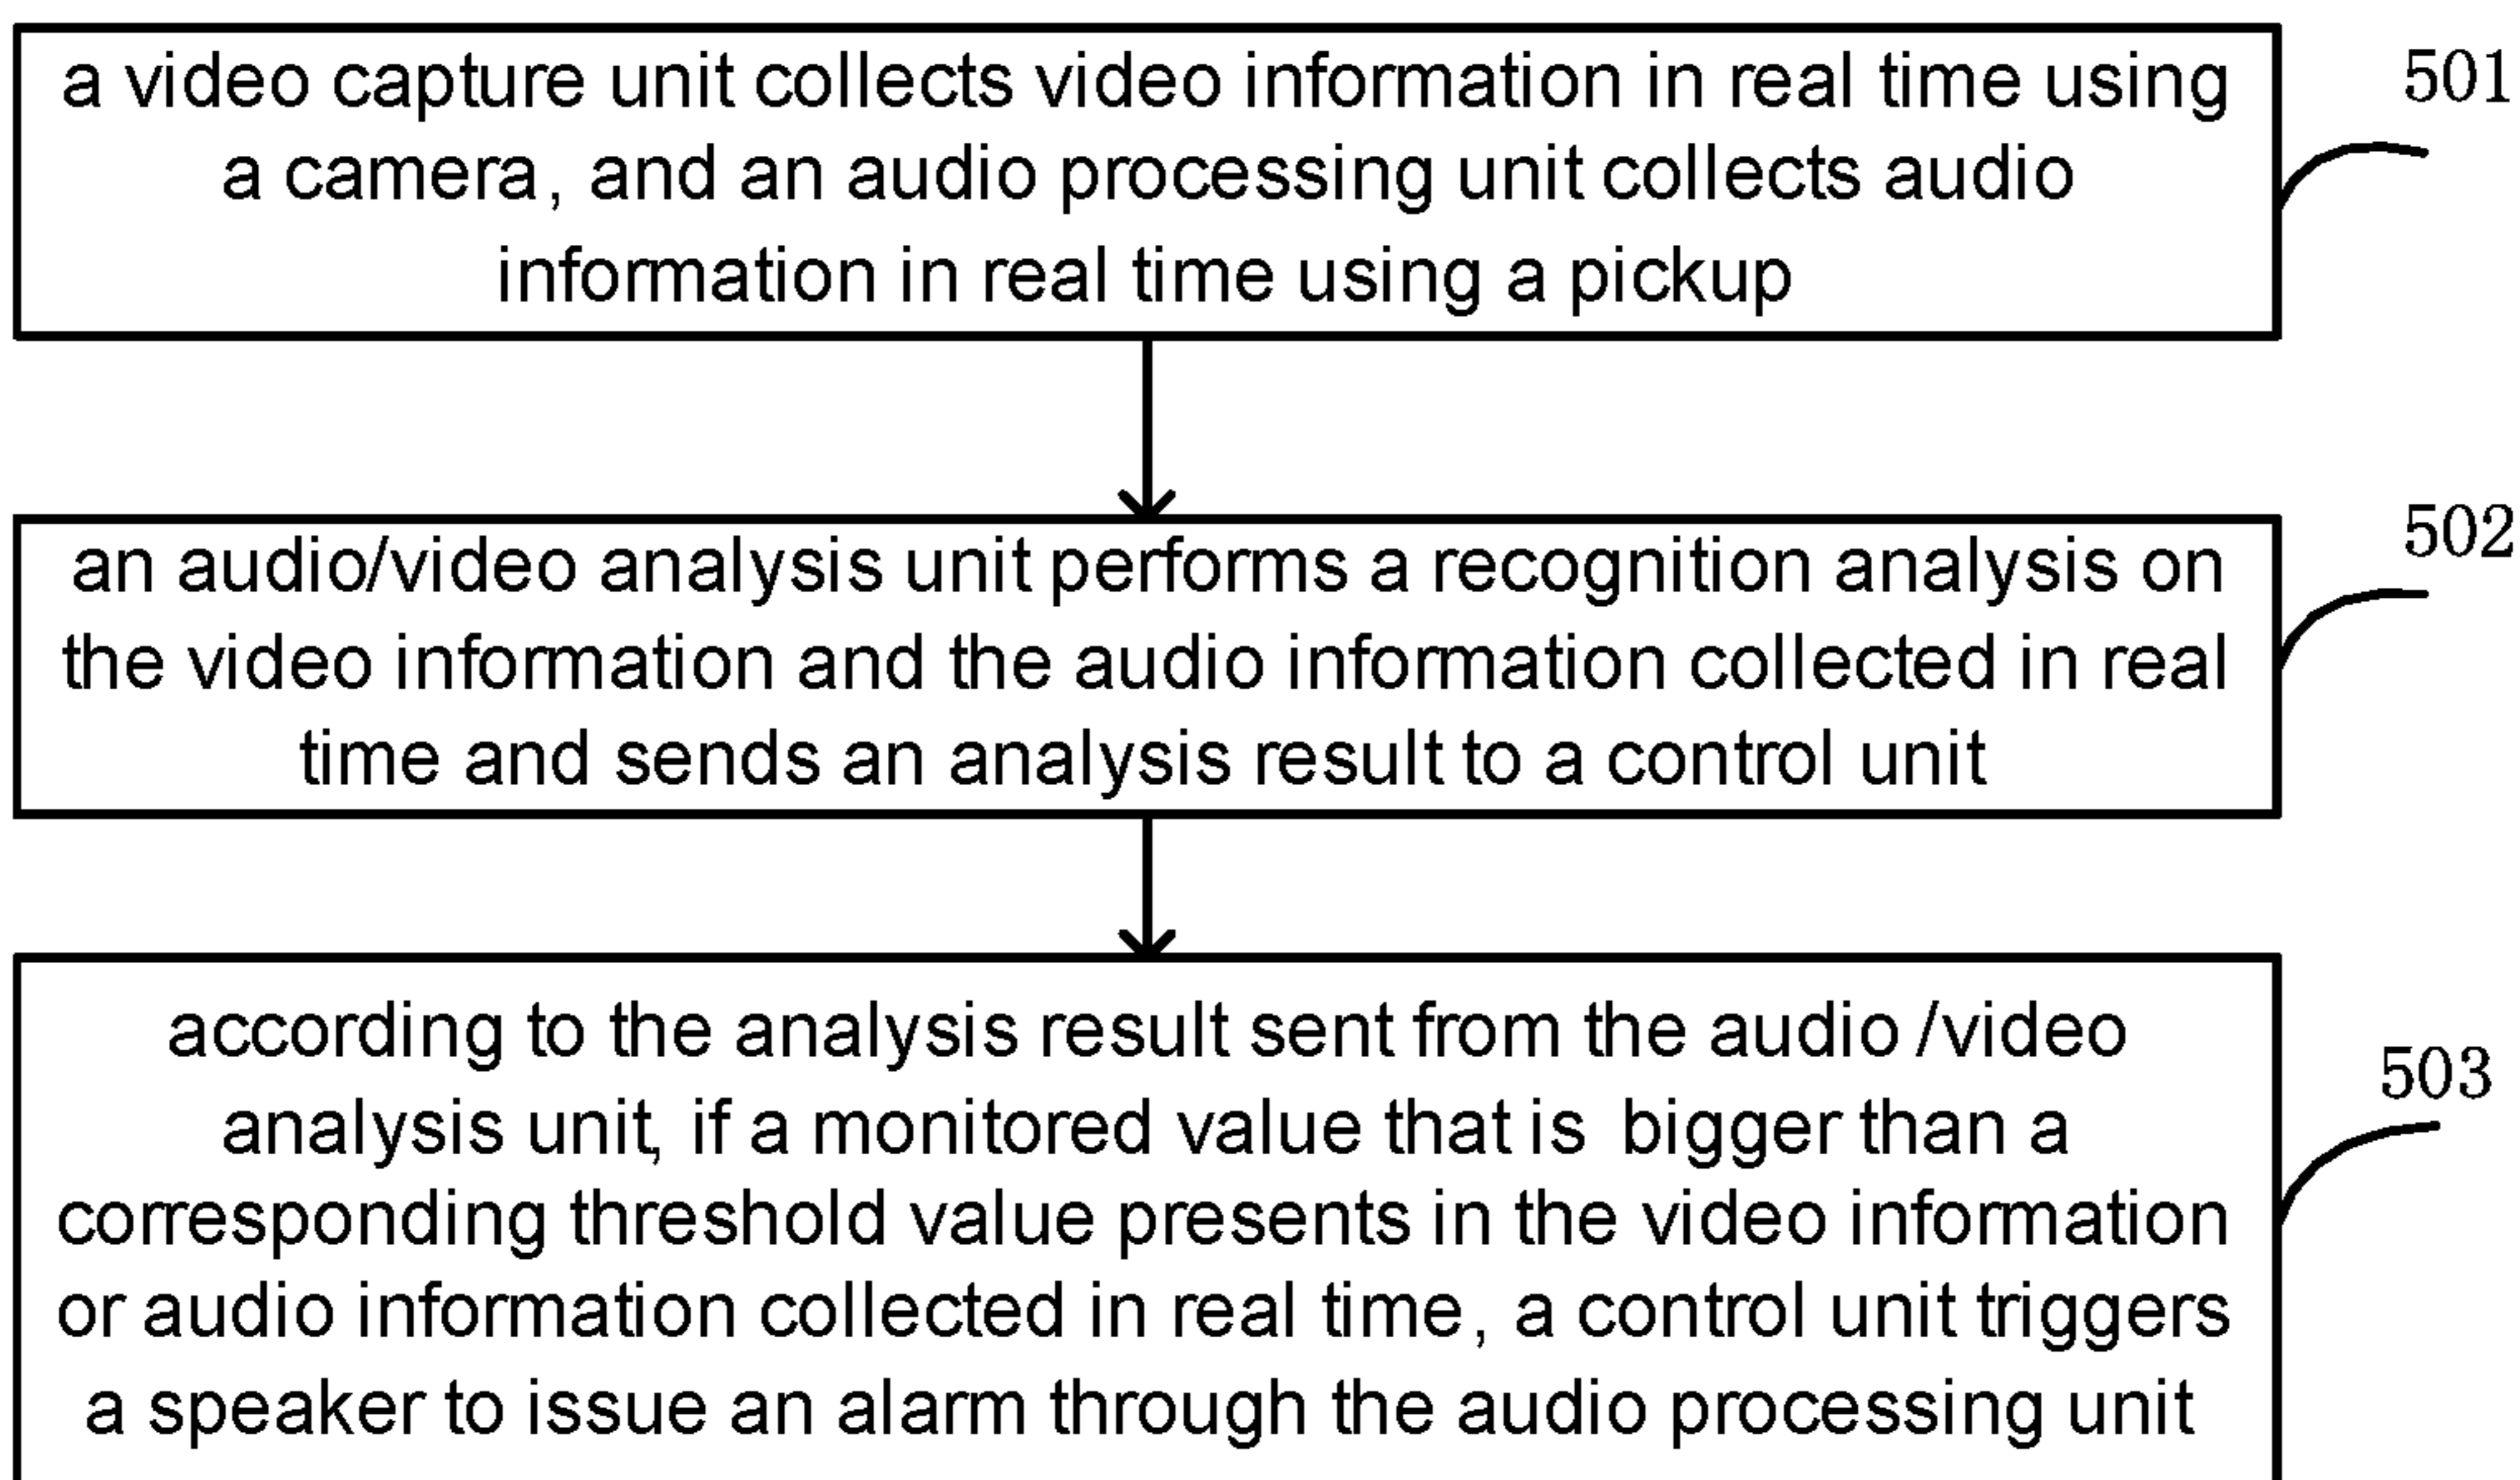 a video capture unit collects video information in real time using
a camera, and an audio processing unit collects audio
information in real time using a pickup
501
an audio/video analysis unit performs a recognition analysis on
the video information and the audio information collected in real
time and sends an analysis result to a control unit
502
according to the analysis result sent from the audio /video
analysis unit, if a monitored value that is bigger than a
corresponding threshold value presents in the video information
or audio information collected in real time, a control unit triggers
a speaker to issue an alarm through the audio processing unit
503